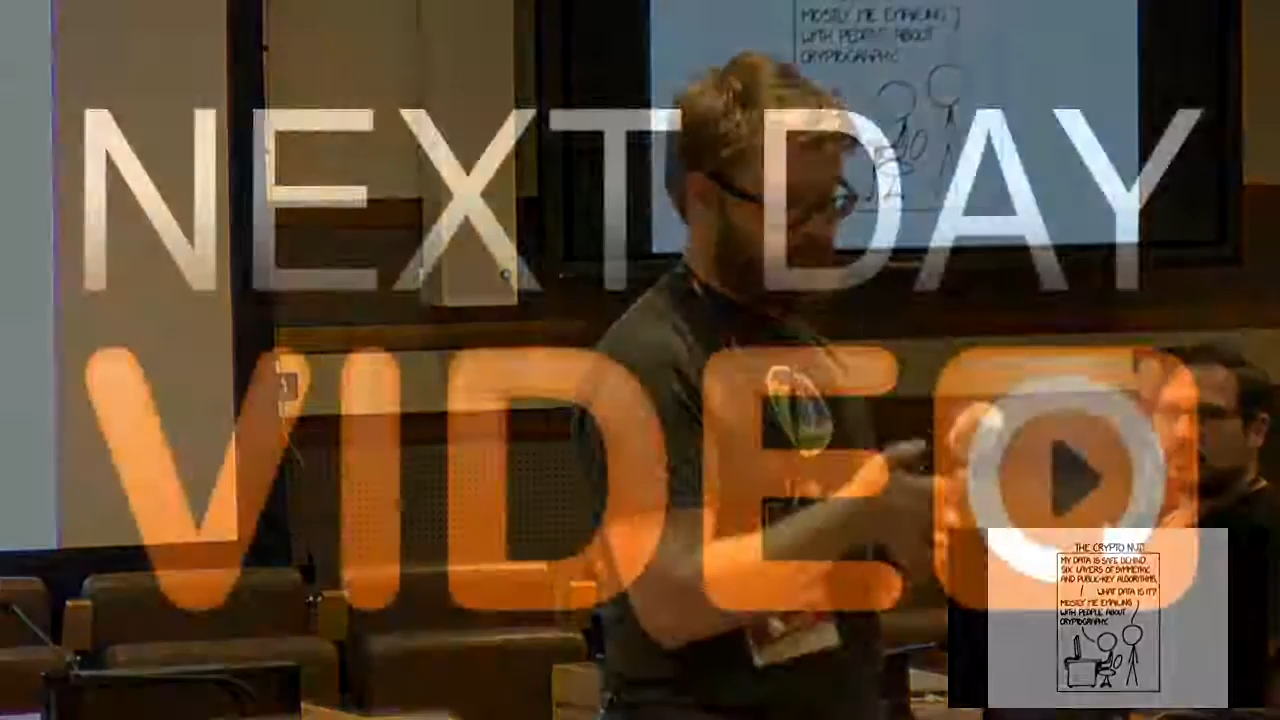 MOSTLY ME EMAILING
WITH PEOPLE ABOUT
CRYPTOGRAPHY.
NEXT DAY
VIDEO
THE CRYPTO NUT!
MY DATA IS SAFE BEHIND
SIX LAYERS OF SYMMETRIC
AND PUBLIC-KEY ALGORITHMS.
WHAT DATA IS IT?
MOSTLY ME EMAILING
WITH PEOPLE ABOUT
CRYPTOGRAPHY.